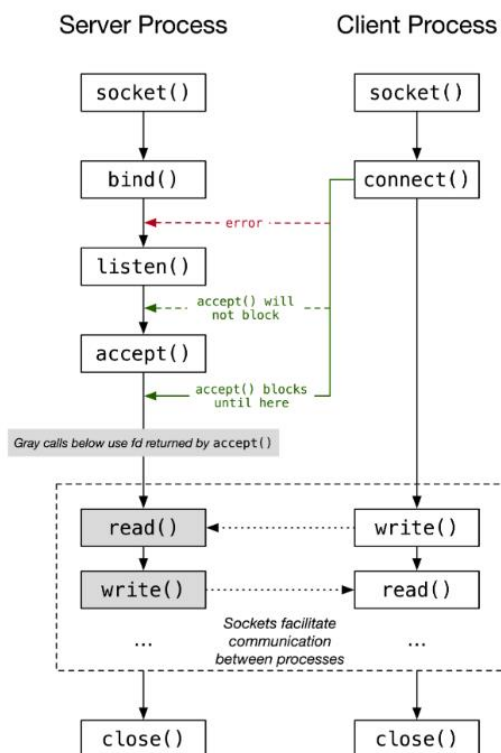 Server Process
Client Process
socket()
socket()
bind()
connect()
error
listen()
accept() will
not block
accept()
accept() blocks
until here
Gray calls below use fd returned by accept()
read()
write()
write()
read()
Sockets facilitate
communication
between processes
...
...
close()
close()